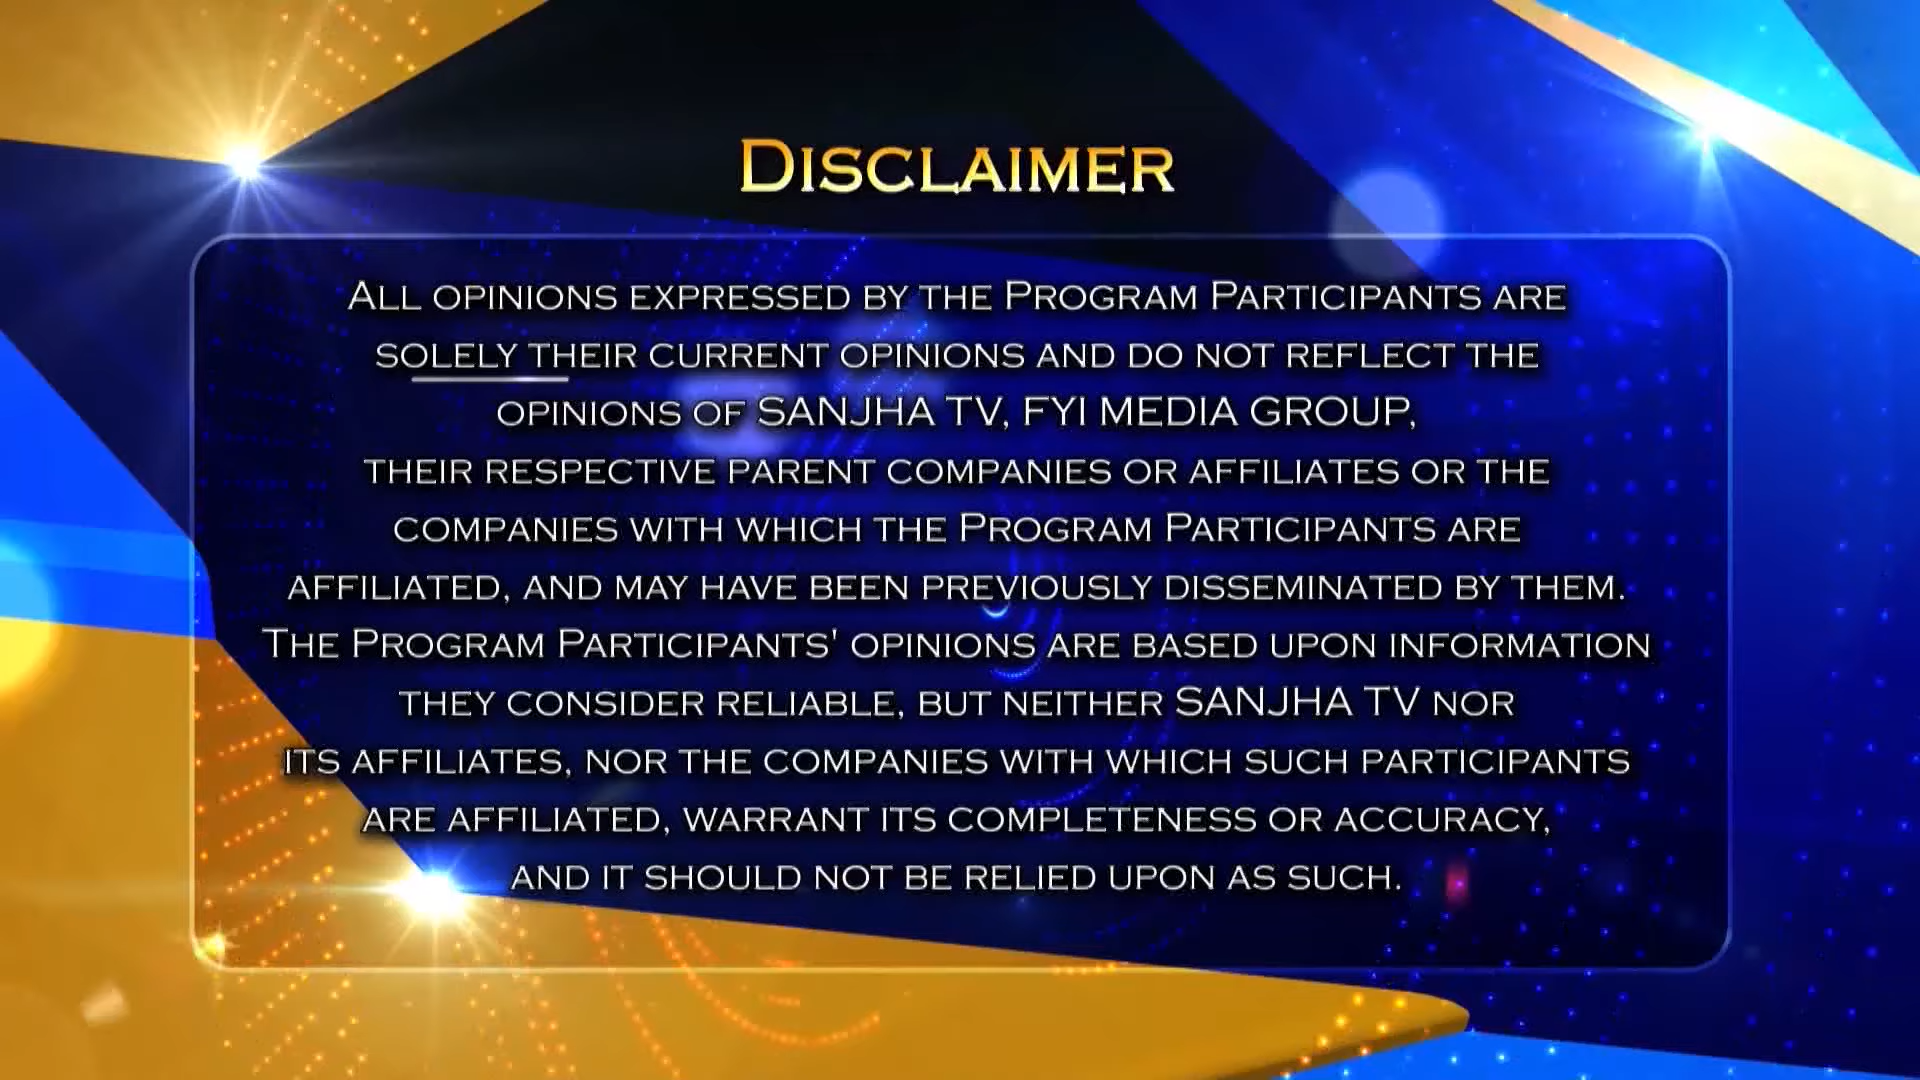 Disclaimer
All opinions expressed by the Program Participants are
solely their current opinions and do not reflect the
opinions of SANJHA TV, FYI MEDIA GROUP,
their respective parent companies or affiliates or the
companies with which the Program Participants are
affiliated, and may have been previously disseminated by them.
The Program Participants' opinions are based upon information
they consider reliable, but neither SANJHA TV nor
its affiliates, nor the companies with which such participants
are affiliated, warrant its completeness or accuracy,
and it should not be relied upon as such.